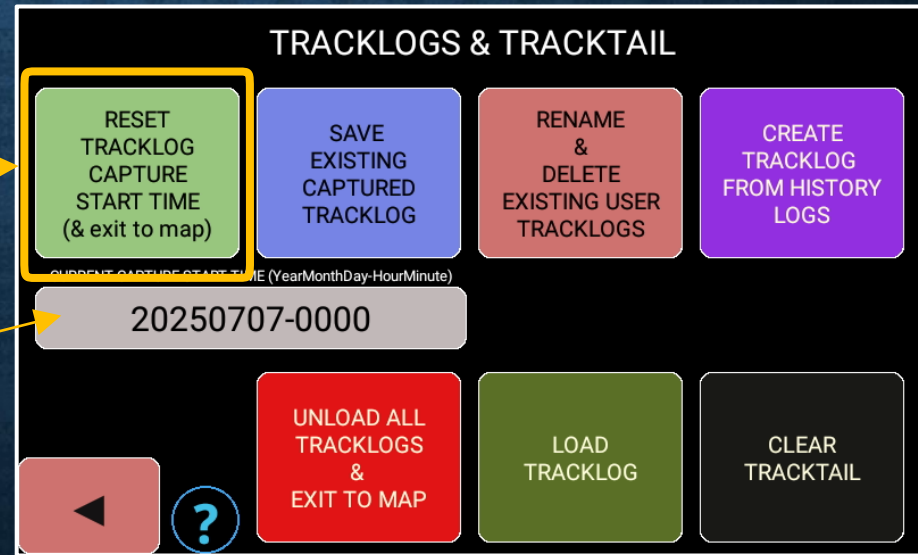 TRACKLOGS & TRACKTAIL
RESET
TRACKLOG
CAPTURE
START TIME
(& exit to map)
SAVE
EXISTING
CAPTURED
TRACKLOG
RENAME
&
DELETE
EXISTING USER
TRACKLOGS
CREATE
TRACKLOG
FROM HISTORY
LOGS
CURRENT CAPTURE START TIME (YearMonthDay-HourMinute)
20250707-0000
UNLOAD ALL
TRACKLOGS
&
EXIT TO MAP
LOAD
TRACKLOG
CLEAR
TRACKTAIL
?